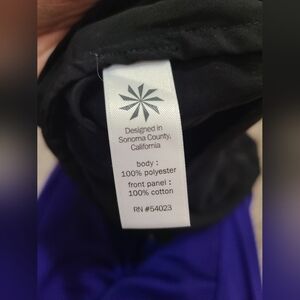 Designed in
Sonoma County,
California
body :
100% polyester
front panel :
100% cotton
RN #54023